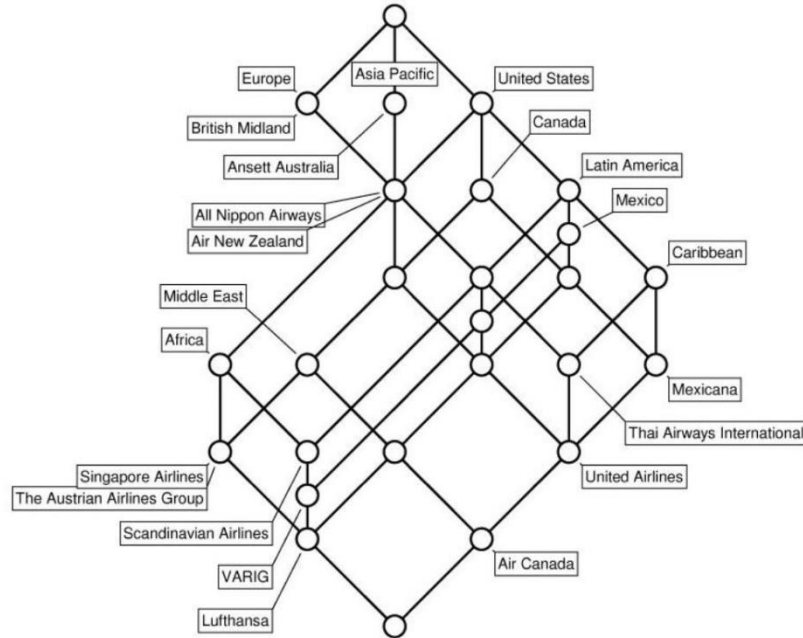 Europe
Asia Pacific
United States
British Midland
Canada
Ansett Australia
Latin America
Mexico
All Nippon Airways
Air New Zealand
Caribbean
Middle East
Africa
Mexicana
Thai Airways International
Singapore Airlines
United Airlines
The Austrian Airlines Group
Scandinavian Airlines
Air Canada
VARIG
Lufthansa